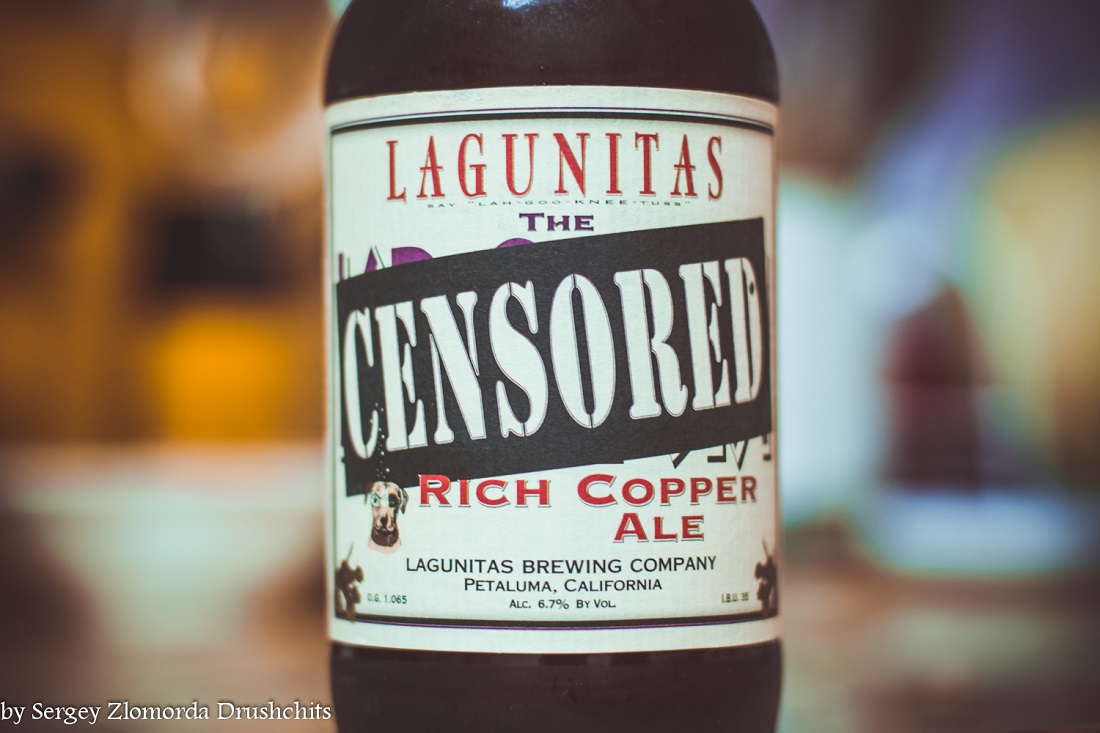 LAGUNITAS
SAY "LAH-GOO-KNEE-TUSS"
THE
CENSORED
RICH COPPER
ALE
LAGUNITAS BREWING COMPANY
PETALUMA, CALIFORNIA
O.G. 1.065
ALC. 6.7% BY VOL.
I.B.U. 35
by Sergey Zlomorda Drushchits